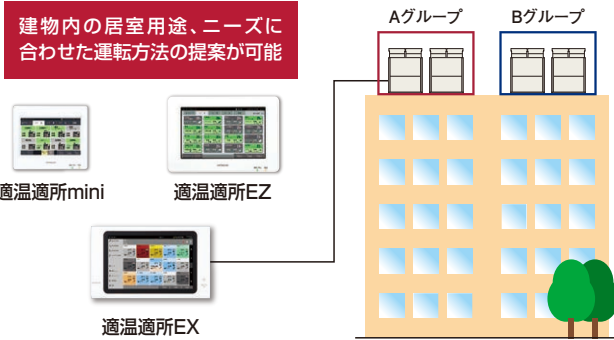 建物内の居室用途、ニーズに
合わせた運転方法の提案が可能
Aグループ
Bグループ
適温適所mini
適温適所EZ
適温適所EX